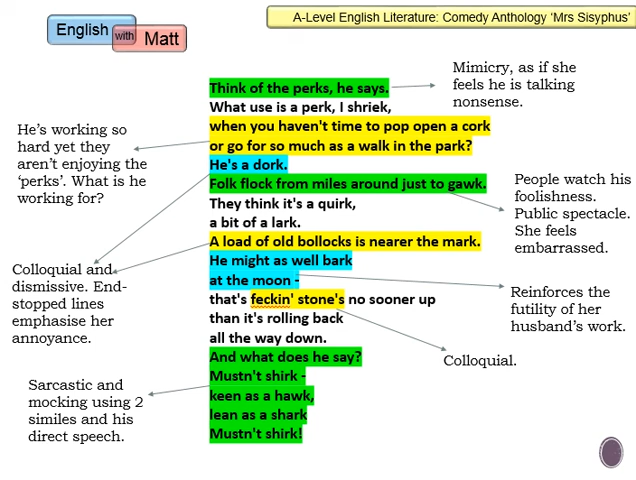 English with Matt
A-Level English Literature: Comedy Anthology 'Mrs Sisyphus'
Think of the perks, he says.
What use is a perk, I shriek,
when you haven't time to pop open a cork
or go for so much as a walk in the park?
He's a dork.
Folk flock from miles around just to gawk.
They think it's a quirk,
a bit of a lark.
A load of old bollocks is nearer the mark.
He might as well bark
at the moon -
that's feckin' stone's no sooner up
than it's rolling back
all the way down.
And what does he say?
Mustn't shirk -
keen as a hawk,
lean as a shark
Mustn't shirk!
He's working so
hard yet they
aren't enjoying the
'perks'. What is he
working for?
Colloquial and
dismissive. End-
stopped lines
emphasise her
annoyance.
Sarcastic and
mocking using 2
similes and his
direct speech.
Mimicry, as if she
feels he is talking
nonsense.
People watch his
foolishness.
Public spectacle.
She feels
embarrassed.
Reinforces the
futility of her
husband's work.
Colloquial.